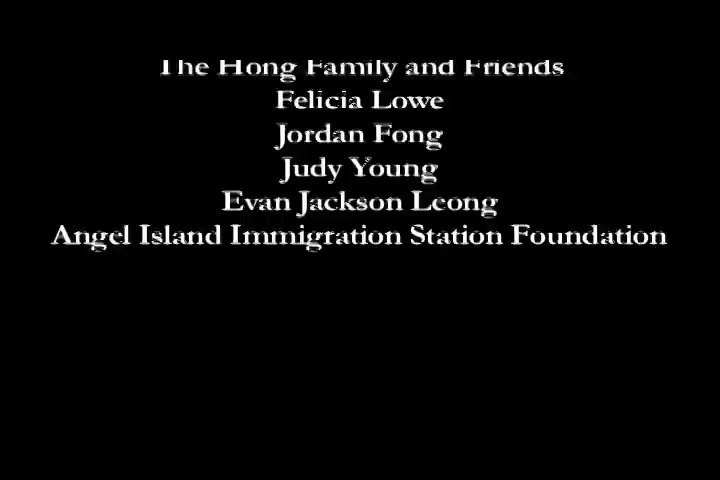 The Hong Family and Friends
Felicia Lowe
Jordan Fong
Judy Young
Evan Jackson Leong
Angel Island Immigration Station Foundation